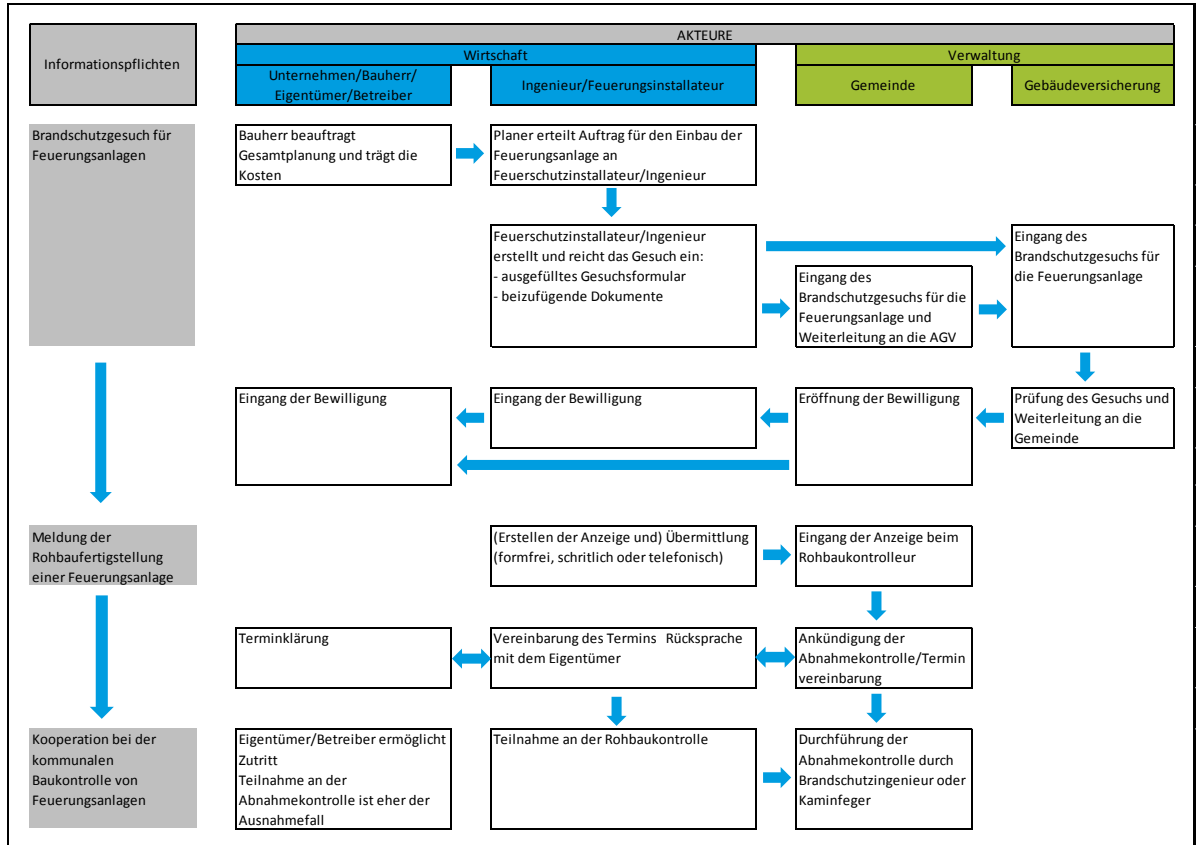 Informationspflichten
AKTEURE
Wirtschaft
Verwaltung
Unternehmen/Bauherr/
Eigentümer/Betreiber
Ingenieur/Feuerungsinstallateur
Gemeinde
Gebäudeversicherung
Brandschutzgesuch für
Feuerungsanlagen
Bauherr beauftragt
Gesamtplanung und trägt die
Kosten
Planer erteilt Auftrag für den Einbau der
Feuerungsanlage an
Feuerschutzinstallateur/Ingenieur
Feuerschutzinstallateur/Ingenieur
erstellt und reicht das Gesuch ein:
- ausgefülltes Gesuchsformular
- beizufügende Dokumente
Eingang des
Brandschutzgesuchs für die
Feuerungsanlage und
Weiterleitung an die AGV
Eingang des
Brandschutzgesuchs für
die Feuerungsanlage
Eingang der Bewilligung
Eingang der Bewilligung
Eröffnung der Bewilligung
Prüfung des Gesuchs und
Weiterleitung an die
Gemeinde
Meldung der
Rohbaufertigstellung
einer Feuerungsanlage
(Erstellen der Anzeige und) Übermittlung
(formfrei, schritlich oder telefonisch)
Eingang der Anzeige beim
Rohbaukontrolleur
Terminklärung
Vereinbarung des Termins Rücksprache
mit dem Eigentümer
Ankündigung der
Abnahmekontrolle/Termin
vereinbarung
Kooperation bei der
kommunalen
Baukontrolle von
Feuerungsanlagen
Eigentümer/Betreiber ermöglicht
Zutritt
Teilnahme an der
Abnahmekontrolle ist eher der
Ausnahmefall
Teilnahme an der Rohbaukontrolle
Durchführung der
Abnahmekontrolle durch
Brandschutzingenieur oder
Kaminfeger